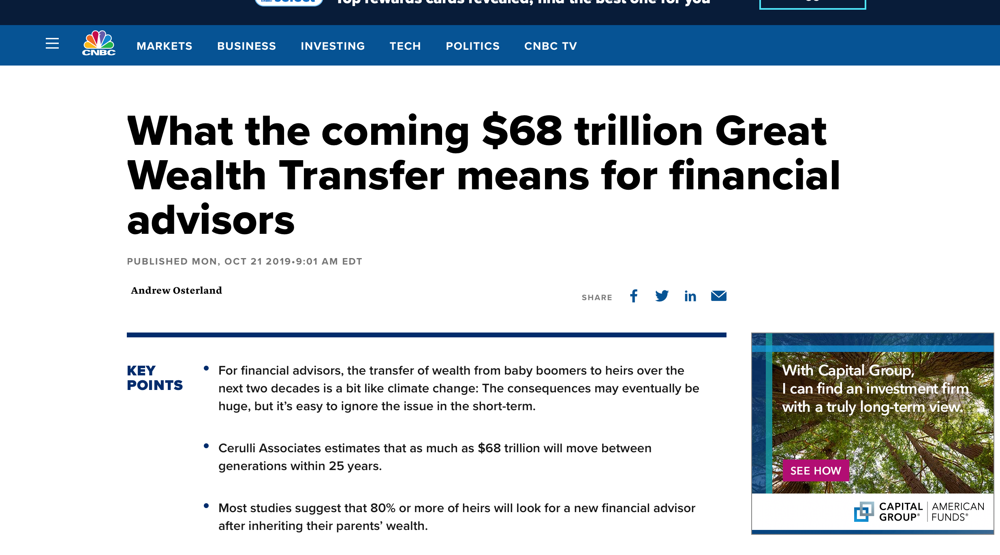 CNBC select Top rewards cards revealed, find the best one for you
CNBC MARKETS BUSINESS INVESTING TECH POLITICS CNBC TV
What the coming $68 trillion Great
Wealth Transfer means for financial
advisors
PUBLISHED MON, OCT 21 2019•9:01 AM EDT
Andrew Osterland
SHARE
KEY
POINTS
• For financial advisors, the transfer of wealth from baby boomers to heirs over the
next two decades is a bit like climate change: The consequences may eventually be
huge, but it’s easy to ignore the issue in the short-term.
• Cerulli Associates estimates that as much as $68 trillion will move between
generations within 25 years.
• Most studies suggest that 80% or more of heirs will look for a new financial advisor
after inheriting their parents’ wealth.
With Capital Group,
I can find an investment firm
with a truly long-term view.
SEE HOW
CAPITAL
GROUP®
AMERICAN
FUNDS®